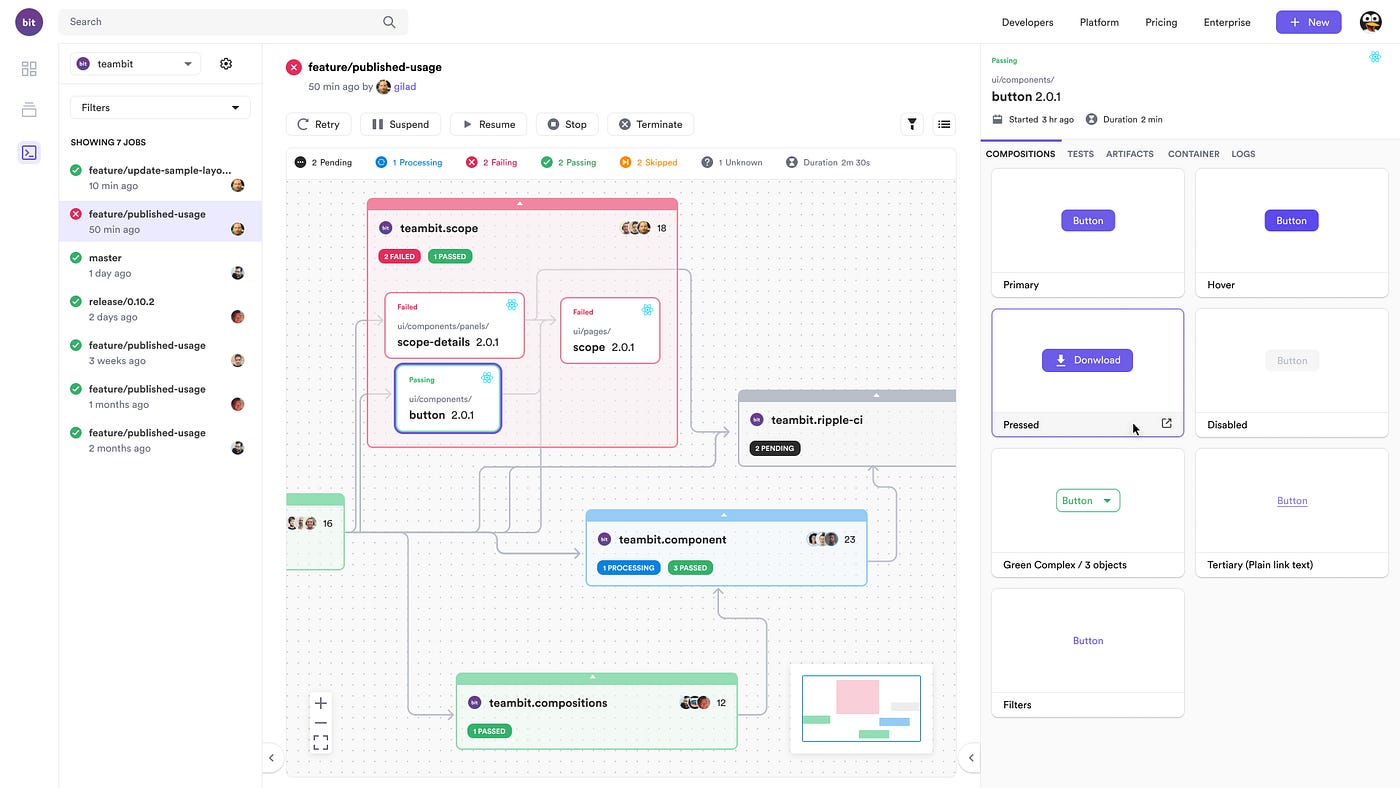 bit
Search
Developers
Platform
Pricing
Enterprise
New
bit
teambit
Filters
SHOWING 7 JOBS
feature/update-sample-layo...
10 min ago
feature/published-usage
50 min ago
master
1 day ago
release/0.10.2
2 days ago
feature/published-usage
3 weeks ago
feature/published-usage
1 months ago
feature/published-usage
2 months ago
feature/published-usage
50 min ago by gilad
Retry
Suspend
Resume
Stop
Terminate
2 Pending
1 Processing
2 Failing
2 Passing
2 Skipped
1 Unknown
Duration 2m 30s
bit
teambit.scope
18
2 FAILED
1 PASSED
Failed
ui/components/panels/
scope-details 2.0.1
Failed
ui/pages/
scope 2.0.1
Passing
ui/components/
button 2.0.1
bit
teambit.ripple-ci
2 PENDING
16
bit
teambit.component
23
1 PROCESSING
3 PASSED
bit
teambit.compositions
12
1 PASSED
Passing
ui/components/
button 2.0.1
Started 3 hr ago
Duration 2 min
COMPOSITIONS
TESTS
ARTIFACTS
CONTAINER
LOGS
Button
Primary
Button
Hover
Donwload
Pressed
Button
Disabled
Button
Green Complex / 3 objects
Button
Tertiary (Plain link text)
Button
Filters